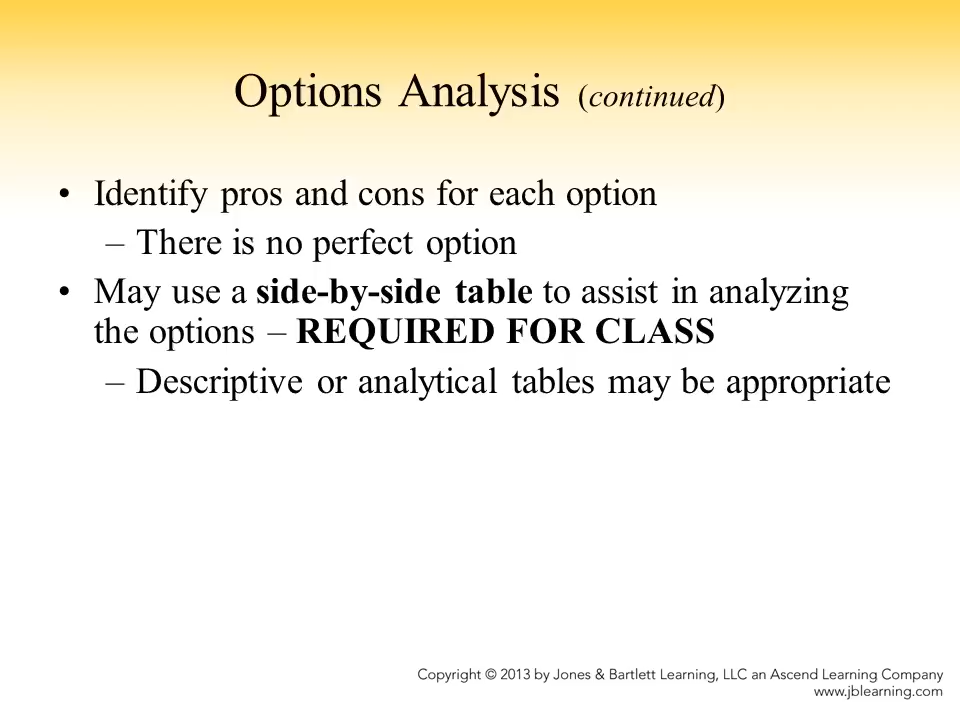 Options Analysis (continued)
• Identify pros and cons for each option
– There is no perfect option
• May use a side-by-side table to assist in analyzing
the options – REQUIRED FOR CLASS
– Descriptive or analytical tables may be appropriate
Copyright © 2013 by Jones & Bartlett Learning, LLC an Ascend Learning Company
www.jblearning.com